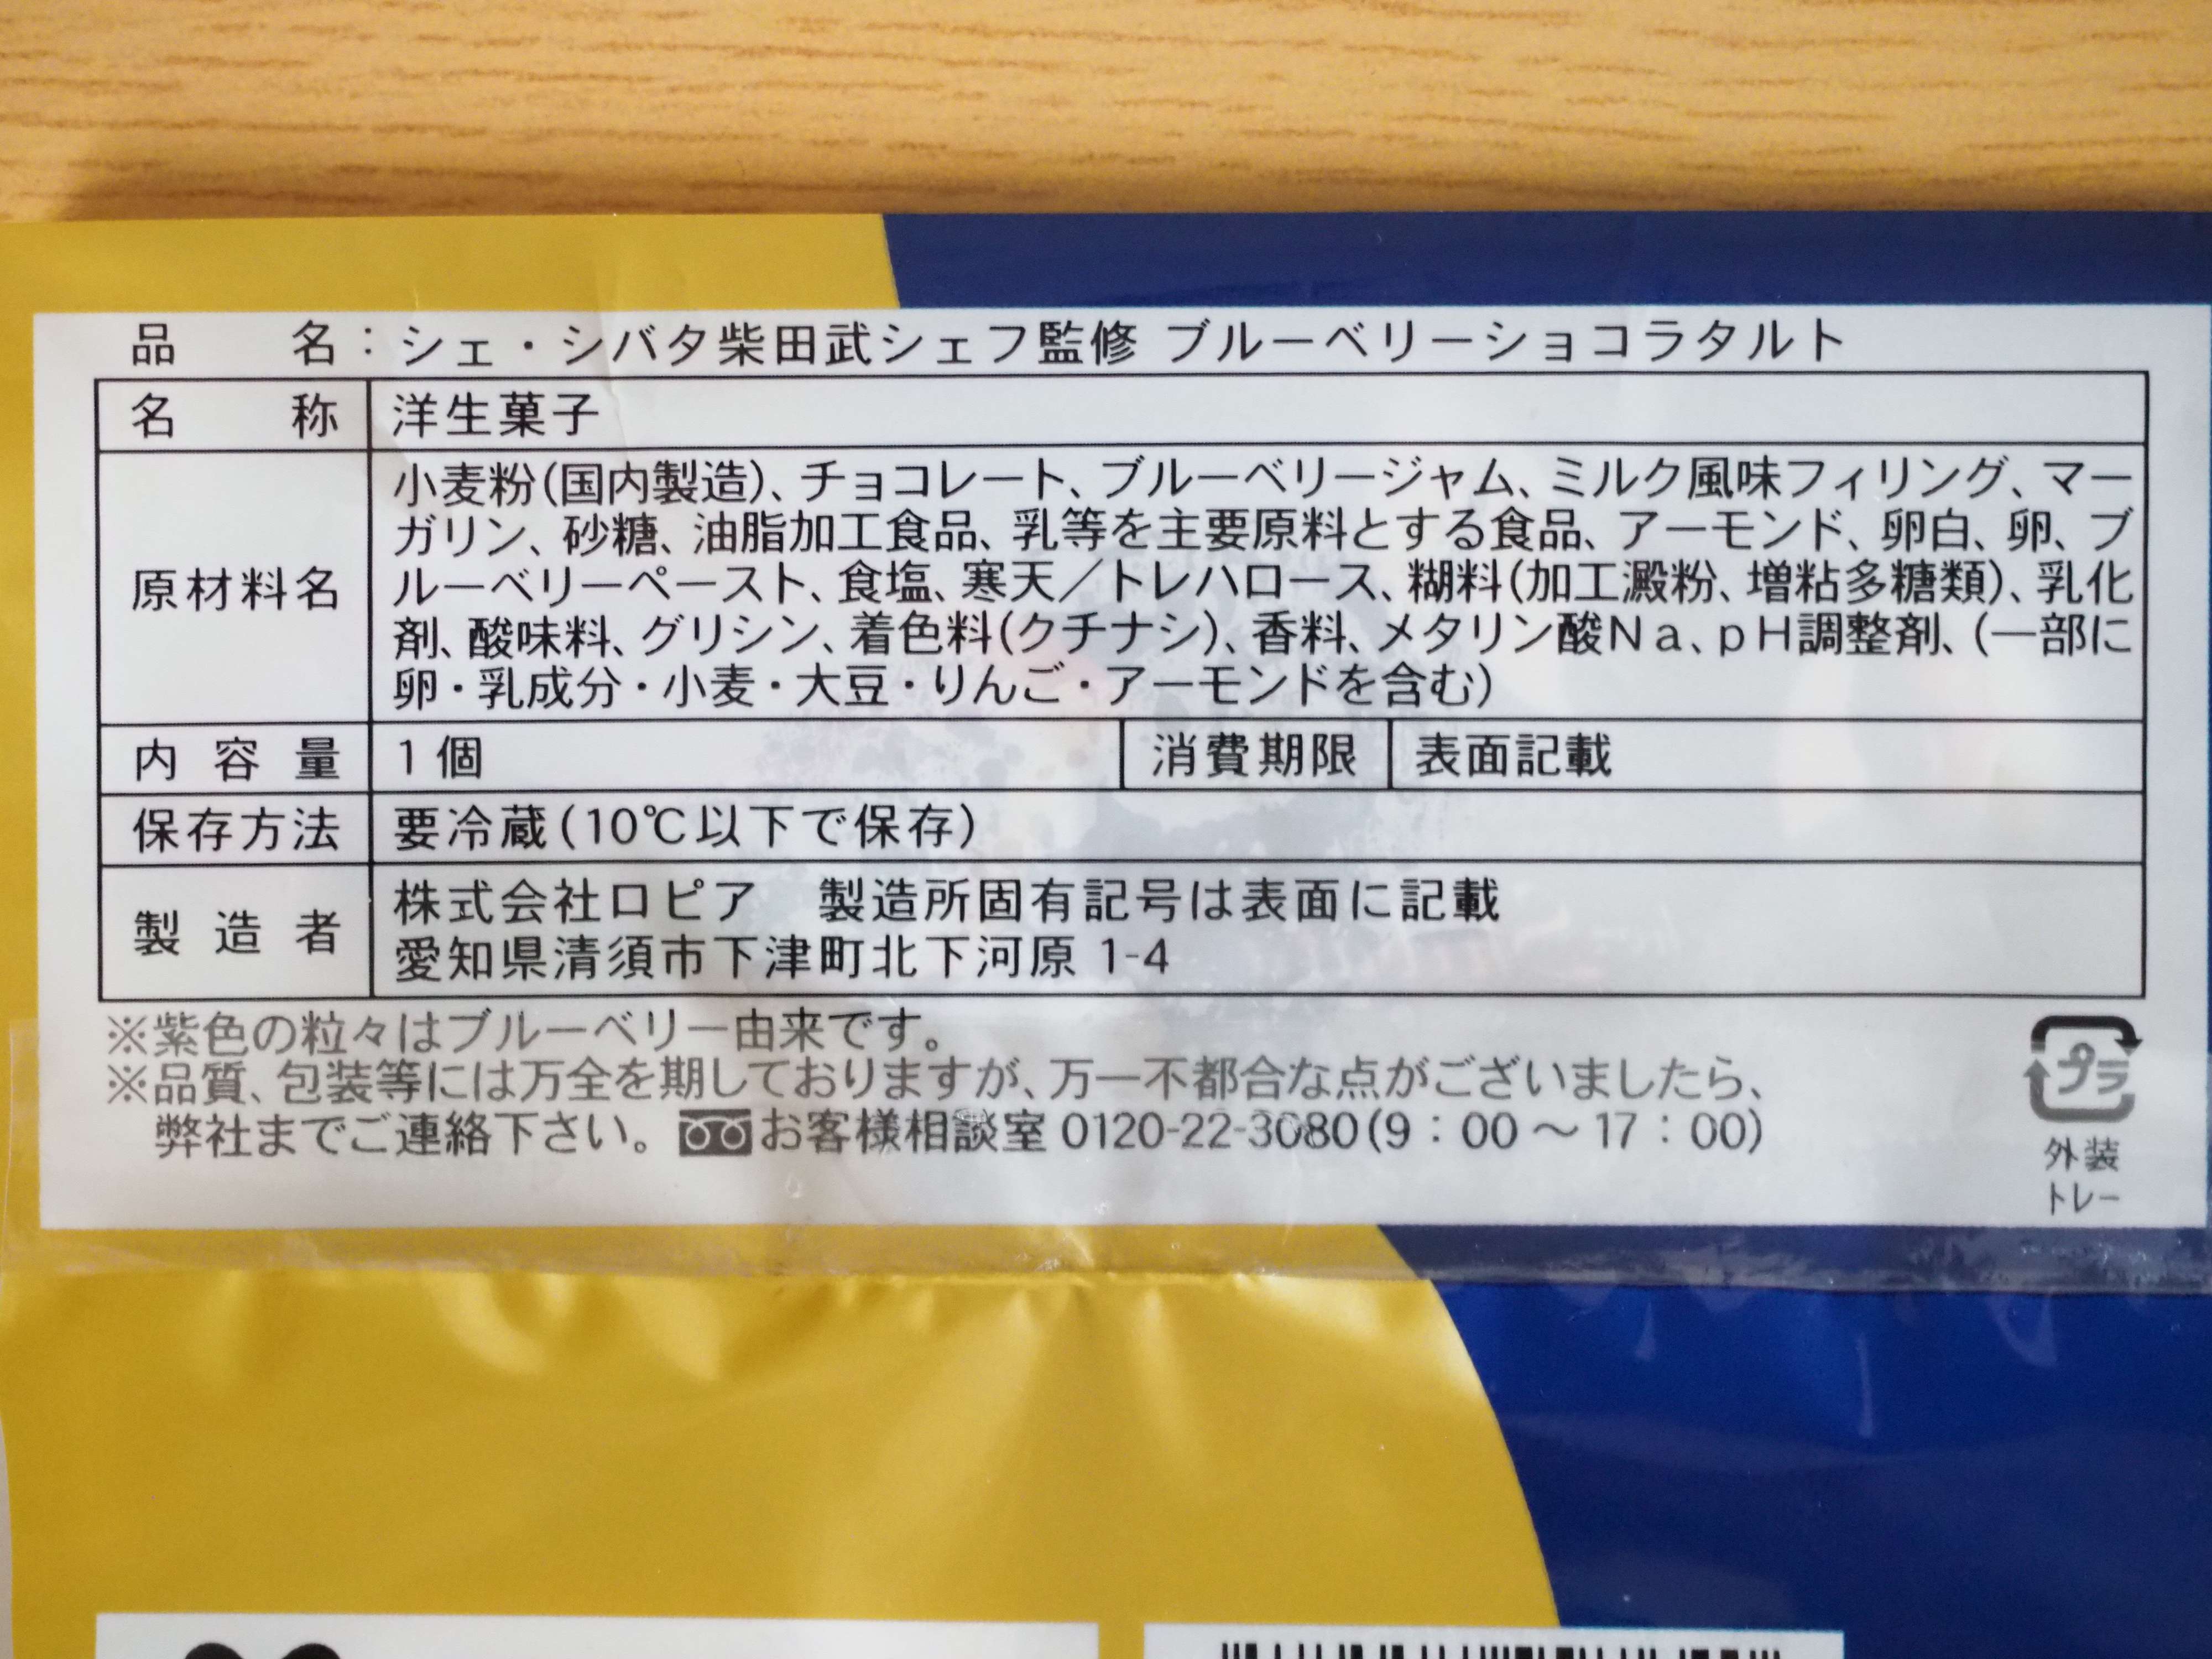 品名：シェ・シバタ柴田武シェフ監修 ブルーベリーショコラタルト
名称 洋生菓子
原材料名 小麦粉(国内製造)、チョコレート、ブルーベリージャム、ミルク風味フィリング、マー
ガリン、砂糖、油脂加工食品、乳等を主要原料とする食品、アーモンド、卵白、卵、ブ
ルーベリーペースト、食塩、寒天／トレハロース、糊料(加工澱粉、増粘多糖類)、乳化
剤、酸味料、グリシン、着色料(クチナシ)、香料、メタリン酸Ｎａ、ｐＨ調整剤、(一部に
卵・乳成分・小麦・大豆・りんご・アーモンドを含む)
内容量 1個 消費期限 表面記載
保存方法 要冷蔵(10℃以下で保存)
製造者 株式会社ロピア　製造所固有記号は表面に記載
愛知県清須市下津町北下河原 1-4
※紫色の粒々はブルーベリー由来です。
※品質、包装等には万全を期しておりますが、万一不都合な点がございましたら、
弊社までご連絡下さい。お客様相談室 0120-22-3080(9：00～17：00)
プラ
外装
トレー